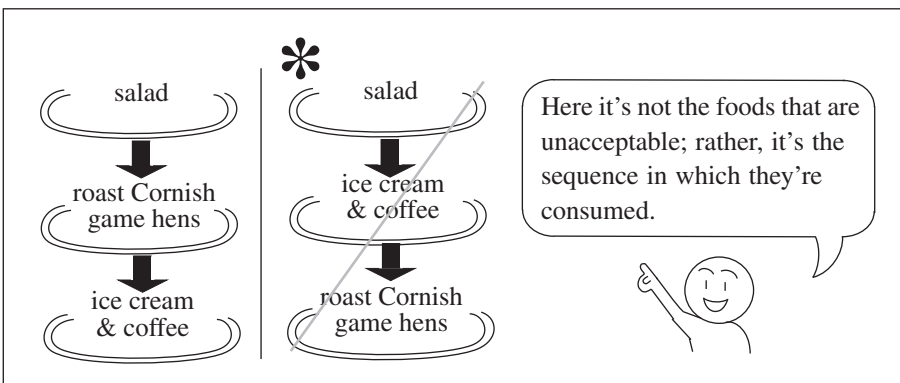 salad
roast Cornish
game hens
ice cream
& coffee
*
salad
ice cream
& coffee
roast Cornish
game hens
Here it’s not the foods that are
unacceptable; rather, it’s the
sequence in which they’re
consumed.